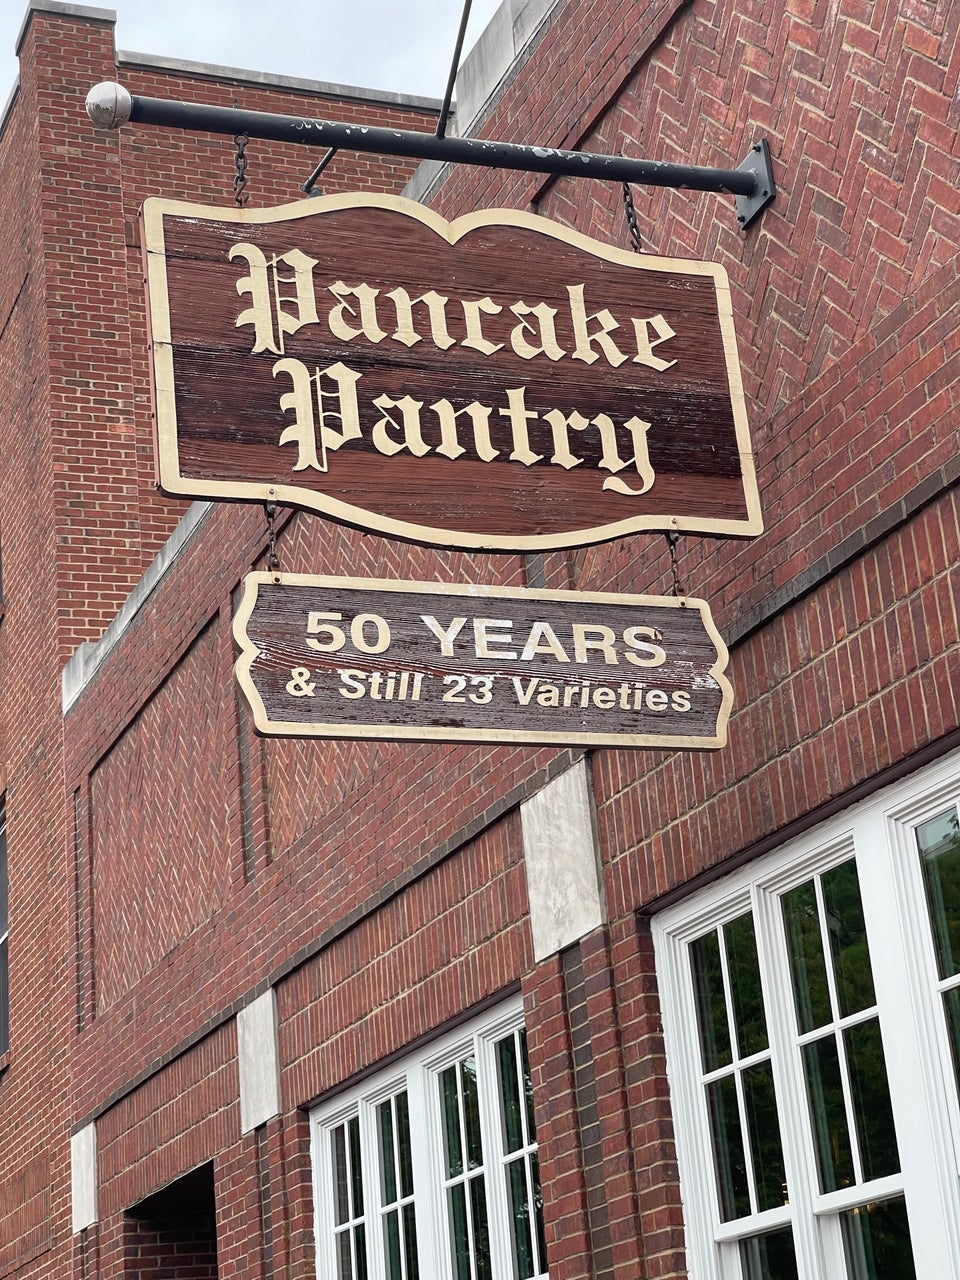 Pancake
Pantry
50 YEARS
& Still 23 Varieties